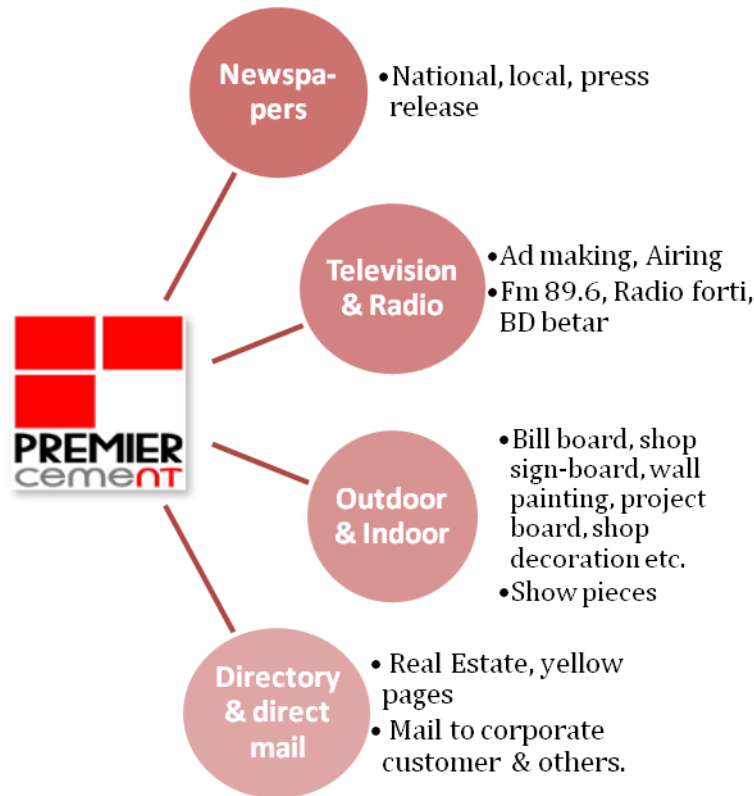 Newspa-
pers
•National, local, press
release
Television
& Radio
•Ad making, Airing
•Fm 89.6, Radio forti,
BD betar
PREMIER
cement
Outdoor
& Indoor
•Bill board, shop
sign-board, wall
painting, project
board, shop
decoration etc.
•Show pieces
Directory
& direct
mail
• Real Estate, yellow
pages
• Mail to corporate
customer & others.